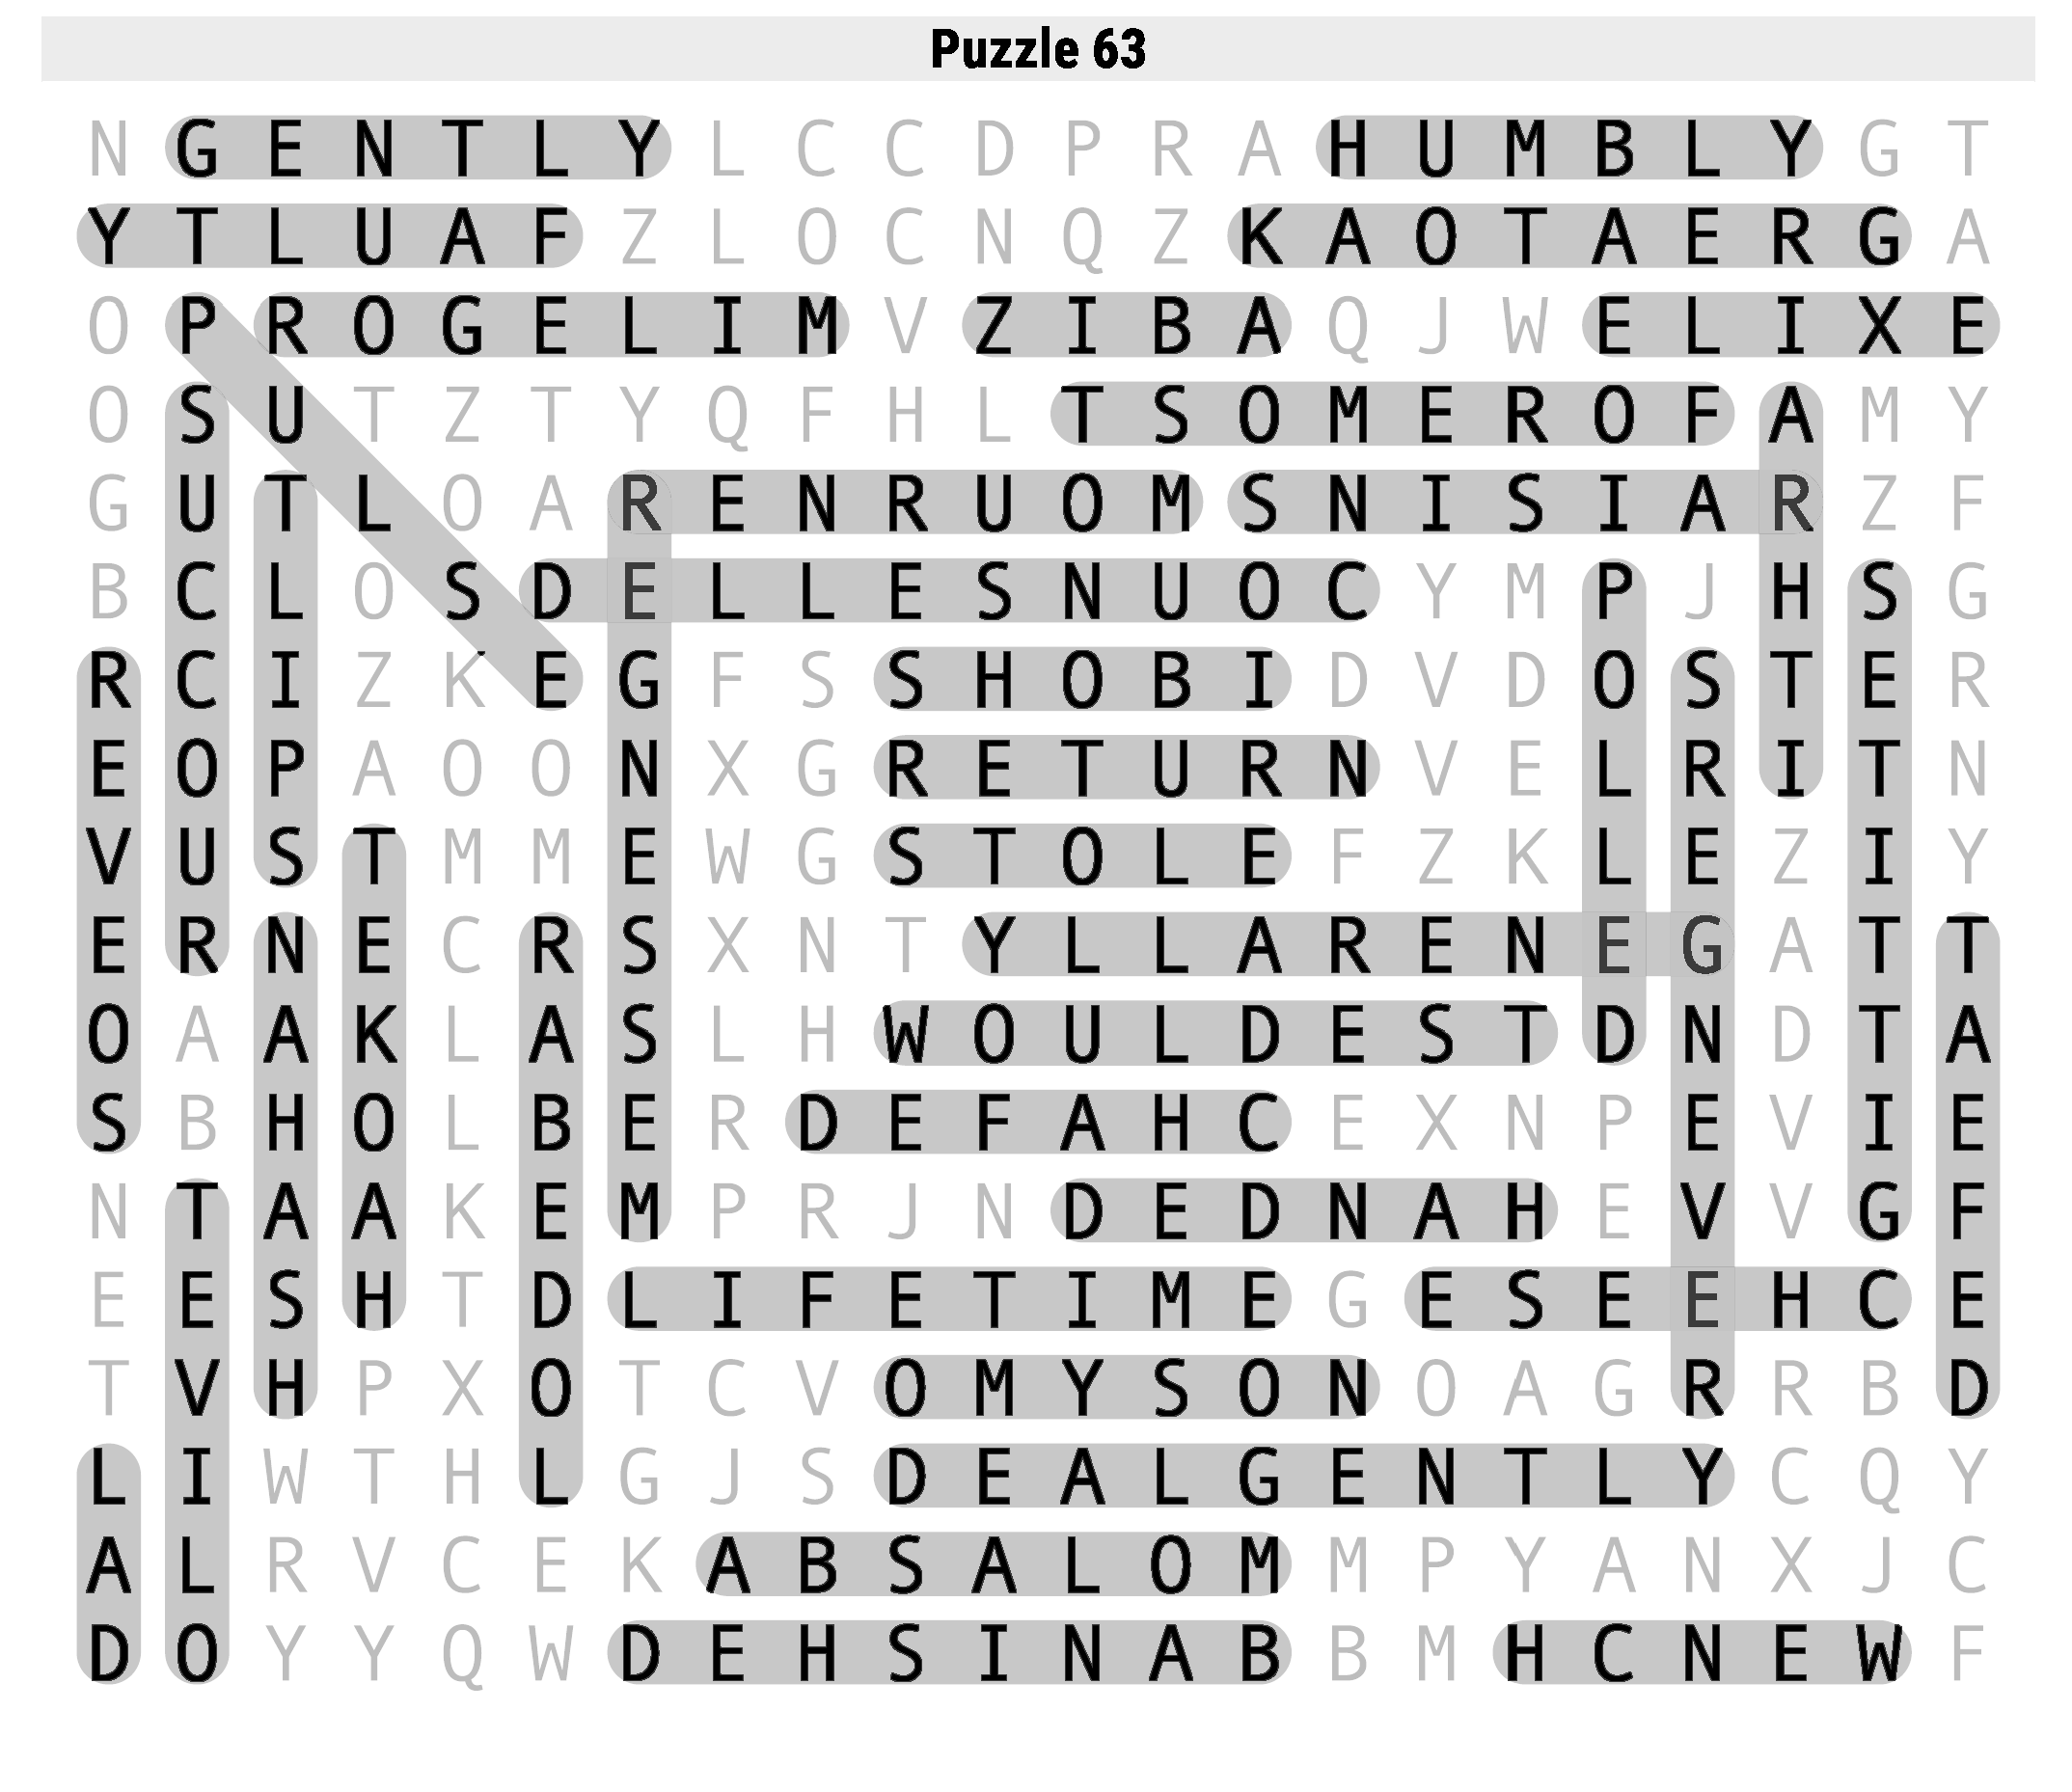 Puzzle 63
N G E N T L Y L C C D P R A H U M B L Y G T
Y T L U A F Z L O C N Q Z K A O T A E R G A
O P R O G E L I M V Z I B A Q J W E L I X E
O S U T Z T Y Q F H L T S O M E R O F A M Y
G U T L O A R E N R U O M S N I S I A R Z F
B C L O S D E L L E S N U O C Y M P J H S G
R C I Z K E G F S S H O B I D V D O S T E R
E O P A O O N X G R E T U R N V E L R I T N
V U S T M M E W G S T O L E F Z K L E Z I Y
E R N E C R S X N T Y L L A R E N E G A T T
O A A K L A S L H W O U L D E S T D N D T A
S B H O L B E R D E F A H C E X N P E V I E
N T A A K E M P R J N D E D N A H E V V G F
E E S H T D L I F E T I M E G E S E E H C E
T V H P X O T C V O M Y S O N O A G R R B D
L I W T H L G J S D E A L G E N T L Y C Q Y
A L R V C E K A B S A L O M M P Y A N X J C
D O Y Y Q W D E H S I N A B B M H C N E W F